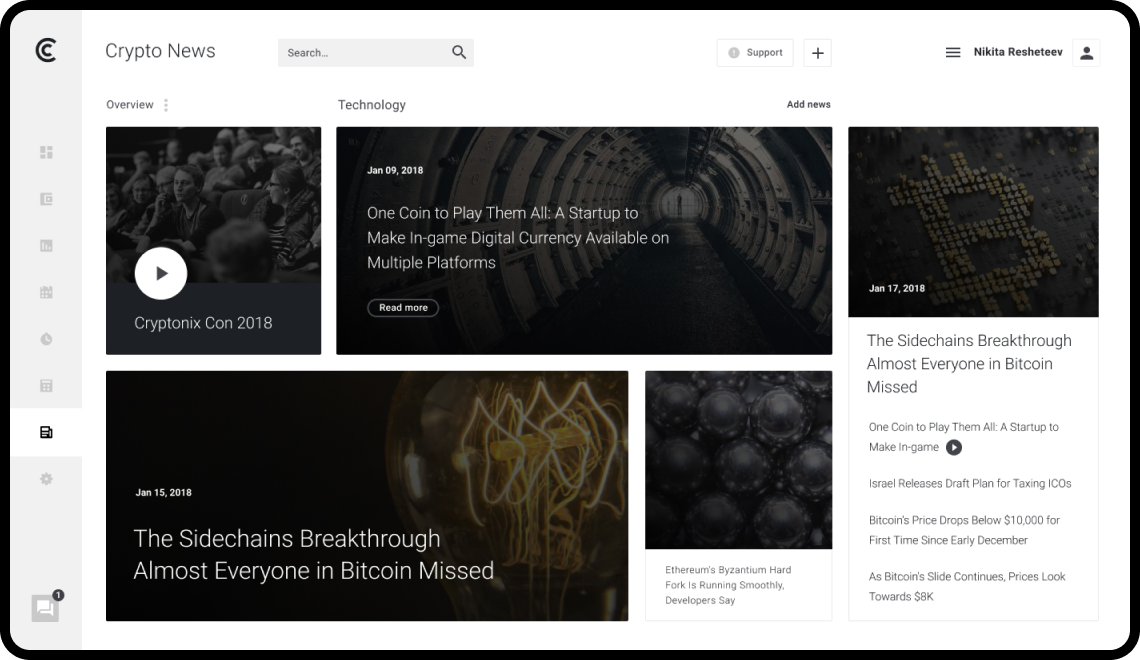 Crypto News
Search...
Support
Nikita Resheteev
Overview
Technology
Add news
Cryptonix Con 2018
Jan 09, 2018
One Coin to Play Them All: A Startup to
Make In-game Digital Currency Available on
Multiple Platforms
Read more
Jan 17, 2018
The Sidechains Breakthrough
Almost Everyone in Bitcoin
Missed
One Coin to Play Them All: A Startup to
Make In-game
Israel Releases Draft Plan for Taxing ICOs
Bitcoin's Price Drops Below $10,000 for
First Time Since Early December
As Bitcoin's Slide Continues, Prices Look
Towards $8K
Jan 15, 2018
The Sidechains Breakthrough
Almost Everyone in Bitcoin Missed
Ethereum's Byzantium Hard
Fork Is Running Smoothly,
Developers Say
1